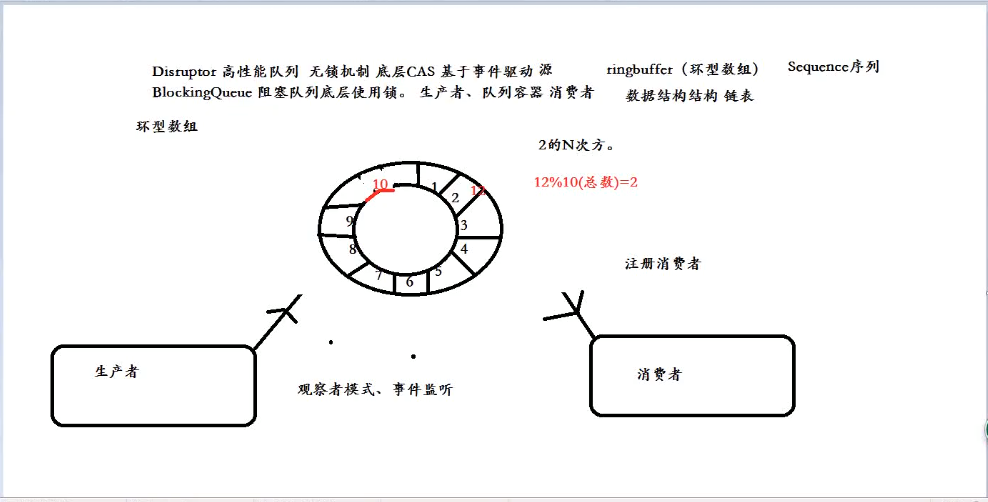 Disruptor 高性能队列 无锁机制 底层CAS 基于事件驱动 源
ringbuffer（环型数组）
Sequence序列
BlockingQueue 阻塞队列底层使用锁。 生产者、队列容器 消费者
数据结构结构 链表
环型数组
2的N次方。
12%10(总数)=2
10
1
2
3
4
5
6
7
8
9
注册消费者
生产者
消费者
观察者模式、事件监听